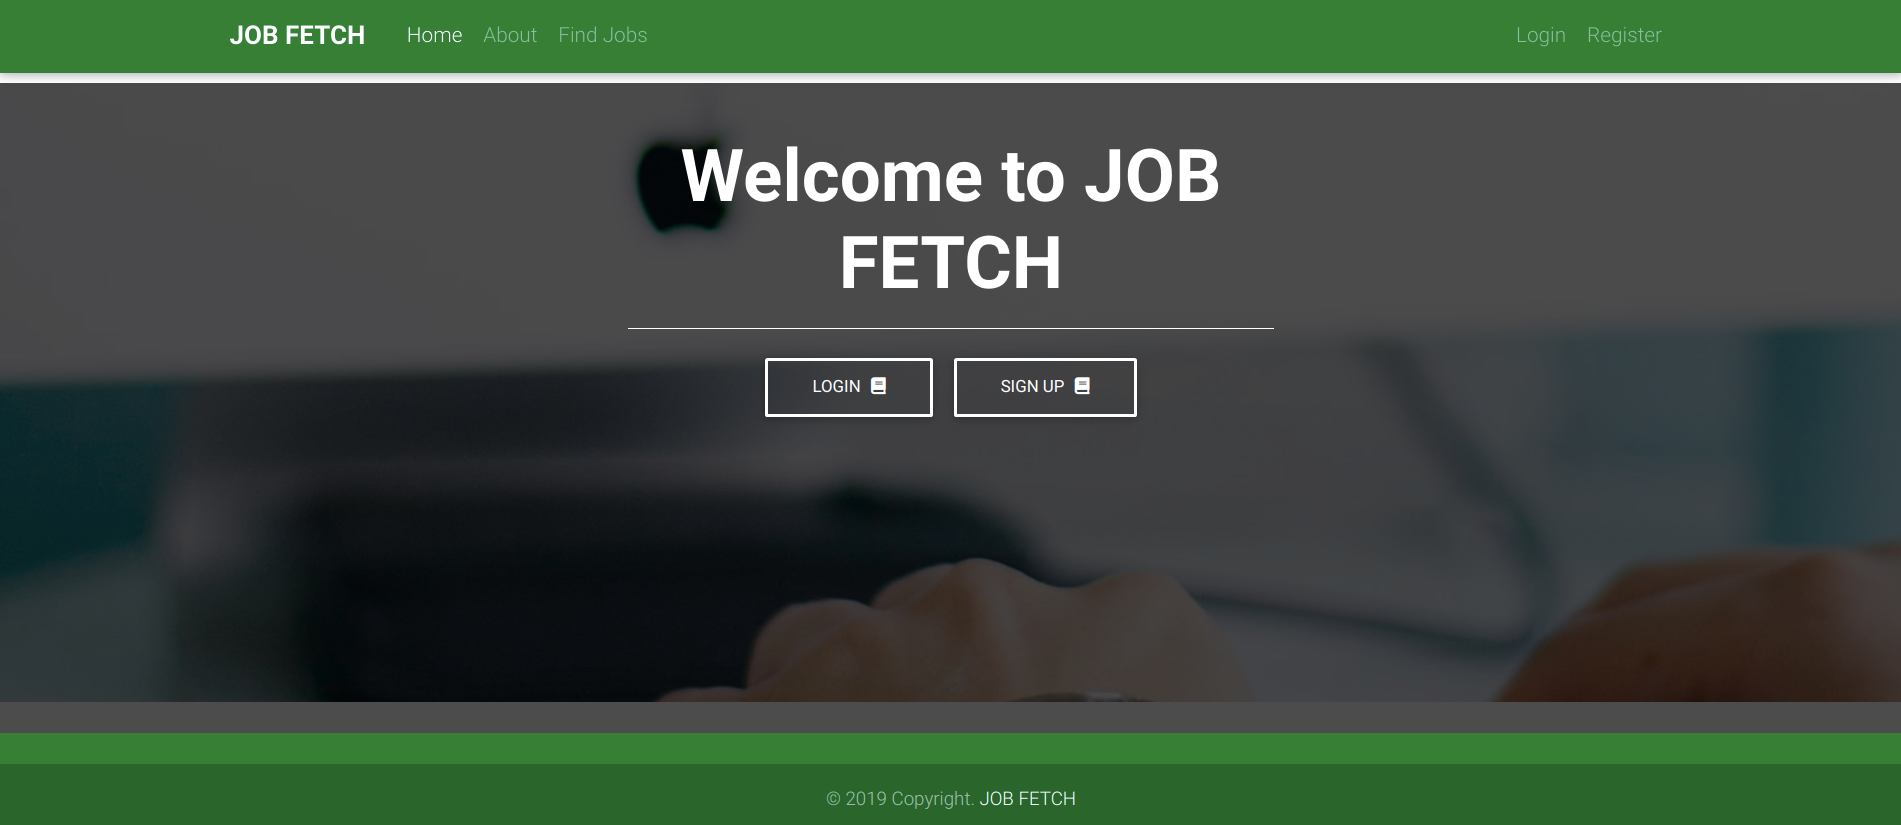 JOB FETCH Home About Find Jobs Login Register
Welcome to JOB
FETCH
LOGIN SIGN UP
© 2019 Copyright. JOB FETCH